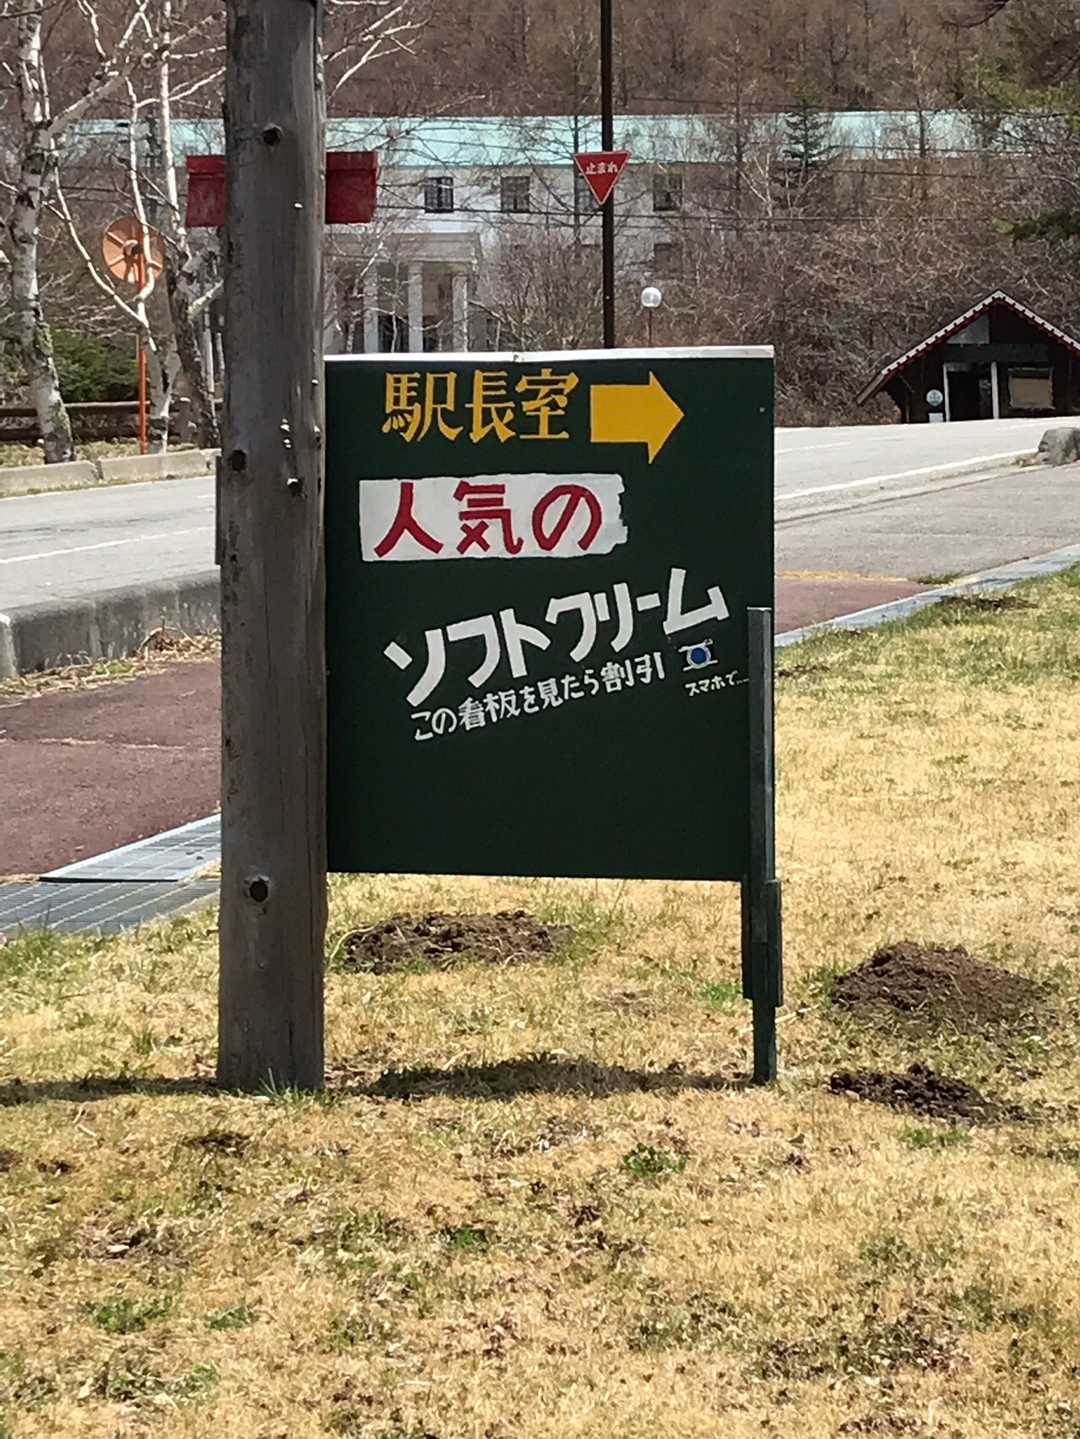 止まれ
駅長室
人気の
ソフトクリーム
この看板を見たら割引
スマホで…